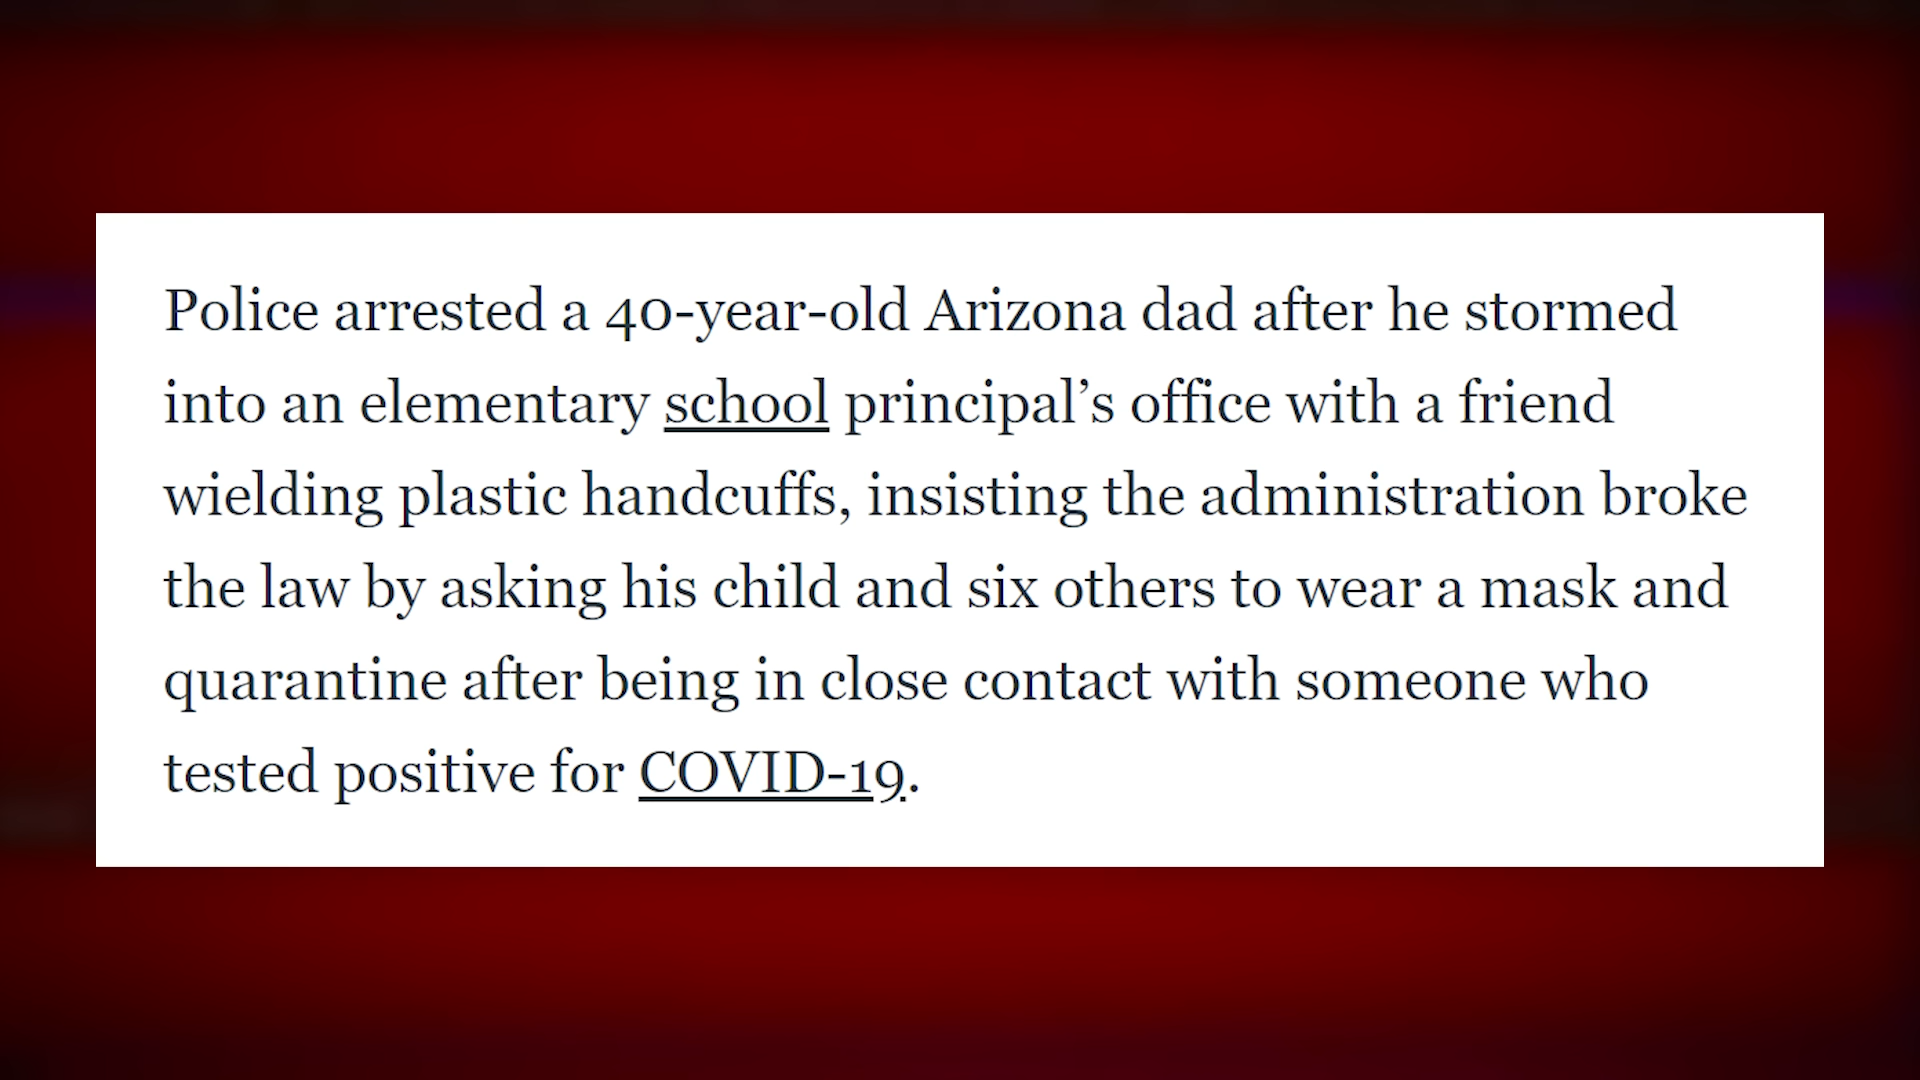 Police arrested a 40-year-old Arizona dad after he stormed
into an elementary school principal’s office with a friend
wielding plastic handcuffs, insisting the administration broke
the law by asking his child and six others to wear a mask and
quarantine after being in close contact with someone who
tested positive for COVID-19.